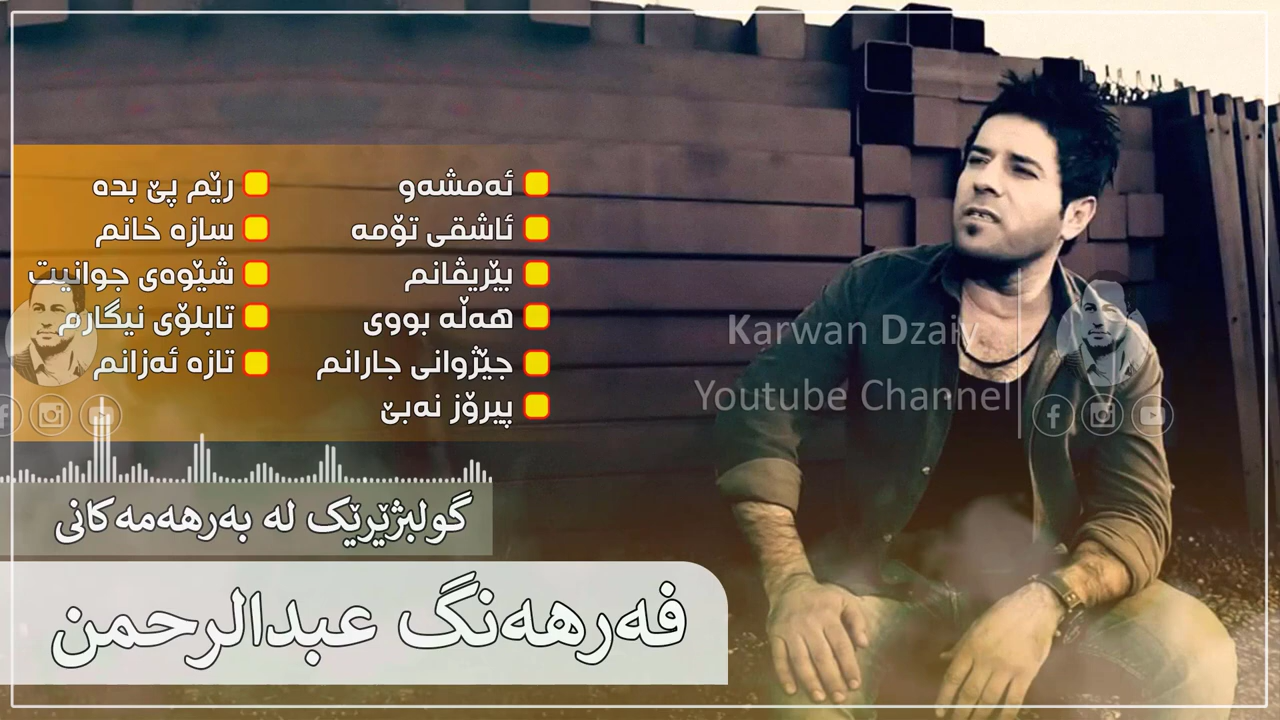 ئەمشەو
ئاشقی تۆمە
بێریڤانم
هەڵە بووی
جێژوانی جارانم
پیرۆز نەبێ
رێم پێ بدە
سازە خانم
شێوەی جوانیت
تابلۆی نیگارم
تازە ئەزانم
Karwan Dzaiy
Youtube Channel
گولبژێرێک لە بەرهەمەکانی
فەرهەنگ عبدالرحمن